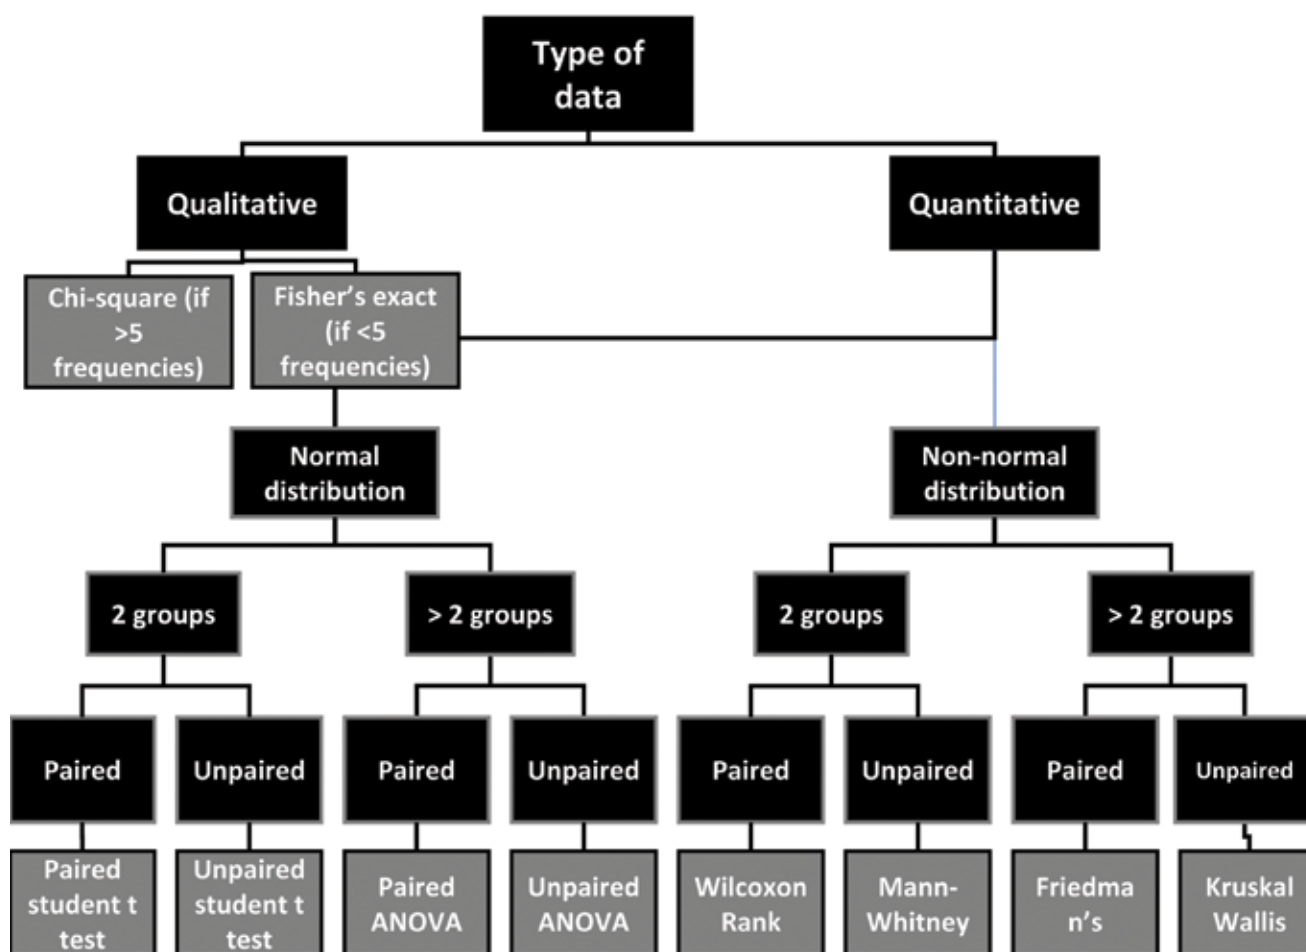 Type of
data
Qualitative
Quantitative
Chi-square (if
>5
frequencies)
Fisher's exact
(if <5
frequencies)
Normal
distribution
Non-normal
distribution
2 groups
> 2 groups
2 groups
> 2 groups
Paired
Unpaired
Paired
Unpaired
Paired
Unpaired
Paired
Unpaired
Paired
student t
test
Unpaired
student t
test
Paired
ANOVA
Unpaired
ANOVA
Wilcoxon
Rank
Mann-
Whitney
Friedma
n's
Kruskal
Wallis